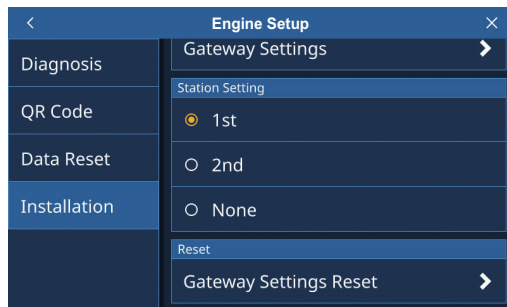 Engine Setup
Diagnosis
QR Code
Data Reset
Installation
Gateway Settings
Station Setting
1st
2nd
None
Reset
Gateway Settings Reset